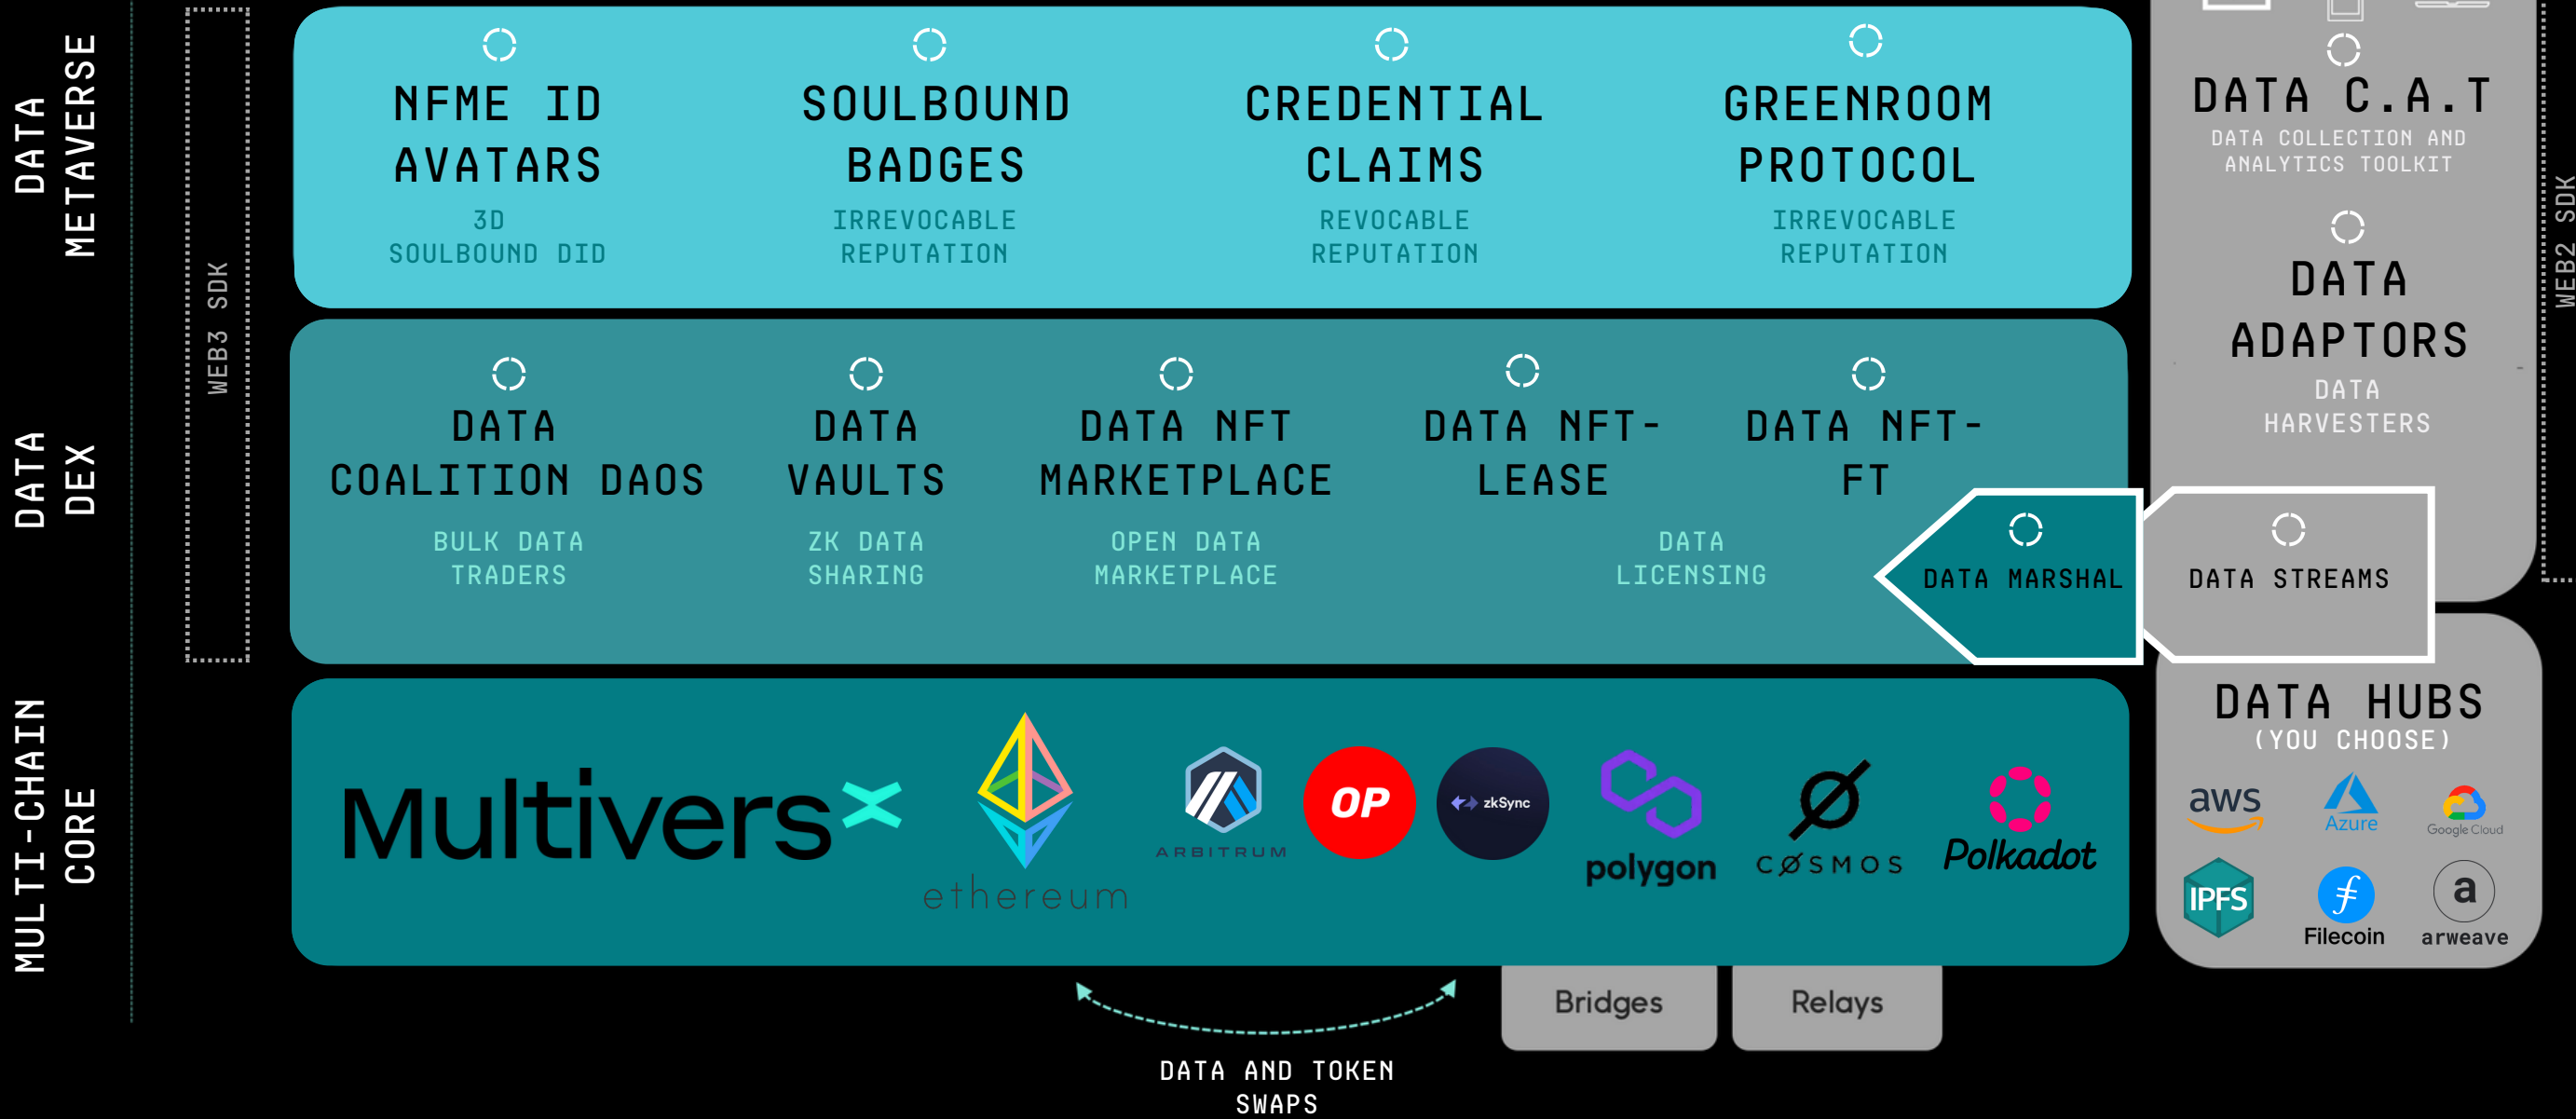 DATA
METAVERSE
DATA
DEX
MULTI-CHAIN
CORE
WEB3 SDK
NFME ID
AVATARS
3D
SOULBOUND DID
SOULBOUND
BADGES
IRREVOCABLE
REPUTATION
CREDENTIAL
CLAIMS
REVOCABLE
REPUTATION
GREENROOM
PROTOCOL
IRREVOCABLE
REPUTATION
DATA
COALITION DAOS
BULK DATA
TRADERS
DATA
VAULTS
ZK DATA
SHARING
DATA NFT
MARKETPLACE
OPEN DATA
MARKETPLACE
DATA NFT-
LEASE
DATA NFT-
FT
DATA
LICENSING
DATA MARSHAL
DATA STREAMS
Multivers
ethereum
ARBITRUM
OP
zkSync
polygon
CØSMOS
Polkadot
Bridges
Relays
DATA AND TOKEN
SWAPS
DATA C.A.T
DATA COLLECTION AND
ANALYTICS TOOLKIT
DATA
ADAPTORS
DATA
HARVESTERS
WEB2 SDK
DATA HUBS
(YOU CHOOSE)
aws
Azure
Google Cloud
IPFS
Filecoin
a
arweave